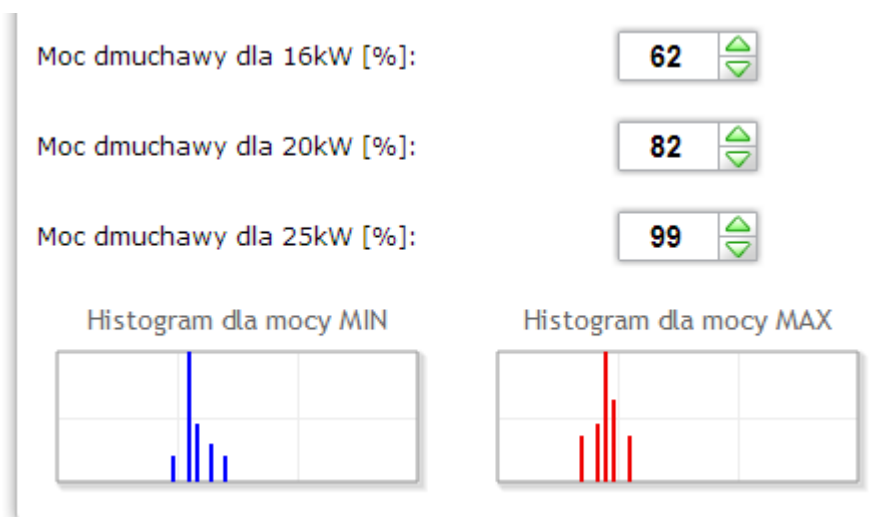 Moc dmuchawy dla 16kW [%]: 62
Moc dmuchawy dla 20kW [%]: 82
Moc dmuchawy dla 25kW [%]: 99
Histogram dla mocy MIN Histogram dla mocy MAX